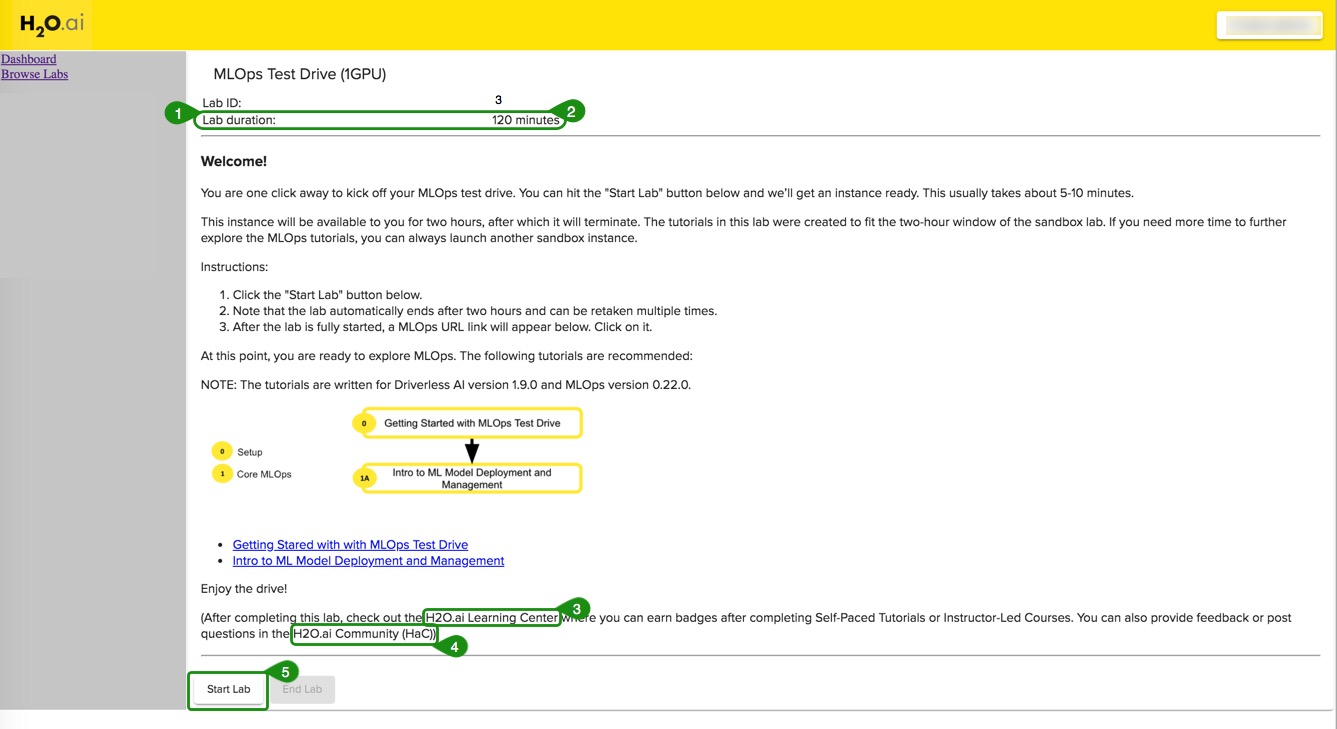 H2O.ai
Dashboard
Browse Labs
MLOps Test Drive (1GPU)
Lab ID: 3
1 Lab duration: 120 minutes 2
Welcome!
You are one click away to kick off your MLOps test drive. You can hit the "Start Lab" button below and we'll get an instance ready. This usually takes about 5-10 minutes.
This instance will be available to you for two hours, after which it will terminate. The tutorials in this lab were created to fit the two-hour window of the sandbox lab. If you need more time to further
explore the MLOps tutorials, you can always launch another sandbox instance.
Instructions:
1. Click the "Start Lab" button below.
2. Note that the lab automatically ends after two hours and can be retaken multiple times.
3. After the lab is fully started, a MLOps URL link will appear below. Click on it.
At this point, you are ready to explore MLOps. The following tutorials are recommended:
NOTE: The tutorials are written for Driverless AI version 1.9.0 and MLOps version 0.22.0.
0 Getting Started with MLOps Test Drive
0 Setup
1 Core MLOps
1A Intro to ML Model Deployment and
Management
• Getting Stared with with MLOps Test Drive
• Intro to ML Model Deployment and Management
Enjoy the drive!
3
(After completing this lab, check out the H2O.ai Learning Center where you can earn badges after completing Self-Paced Tutorials or Instructor-Led Courses. You can also provide feedback or post
questions in the H2O.ai Community (HaC))
4
5
Start Lab End Lab